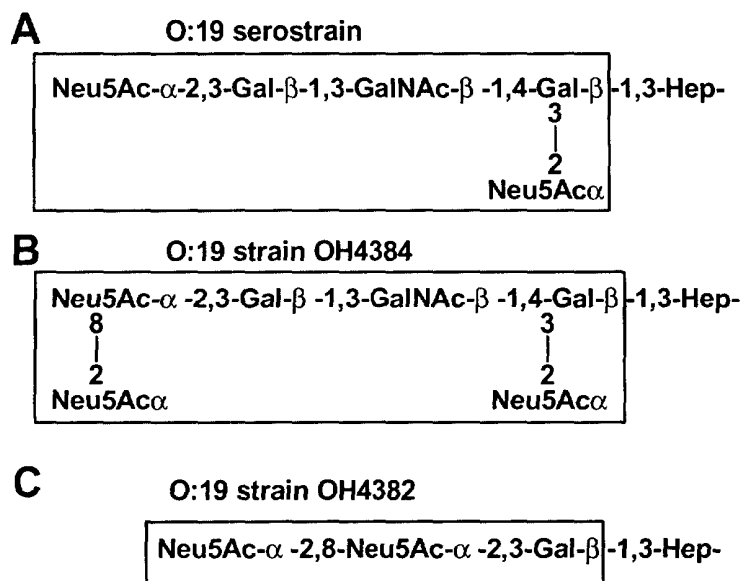 A
O:19 serostrain
Neu5Ac-α-2,3-Gal-β-1,3-GalNAc-β -1,4-Gal-β-1,3-Hep-
3
2
Neu5Acα
B
O:19 strain OH4384
Neu5Ac-α -2,3-Gal-β -1,3-GalNAc-β -1,4-Gal-β-1,3-Hep-
8 3
2 2
Neu5Acα Neu5Acα
C
O:19 strain OH4382
Neu5Ac-α -2,8-Neu5Ac-α -2,3-Gal-β-1,3-Hep-